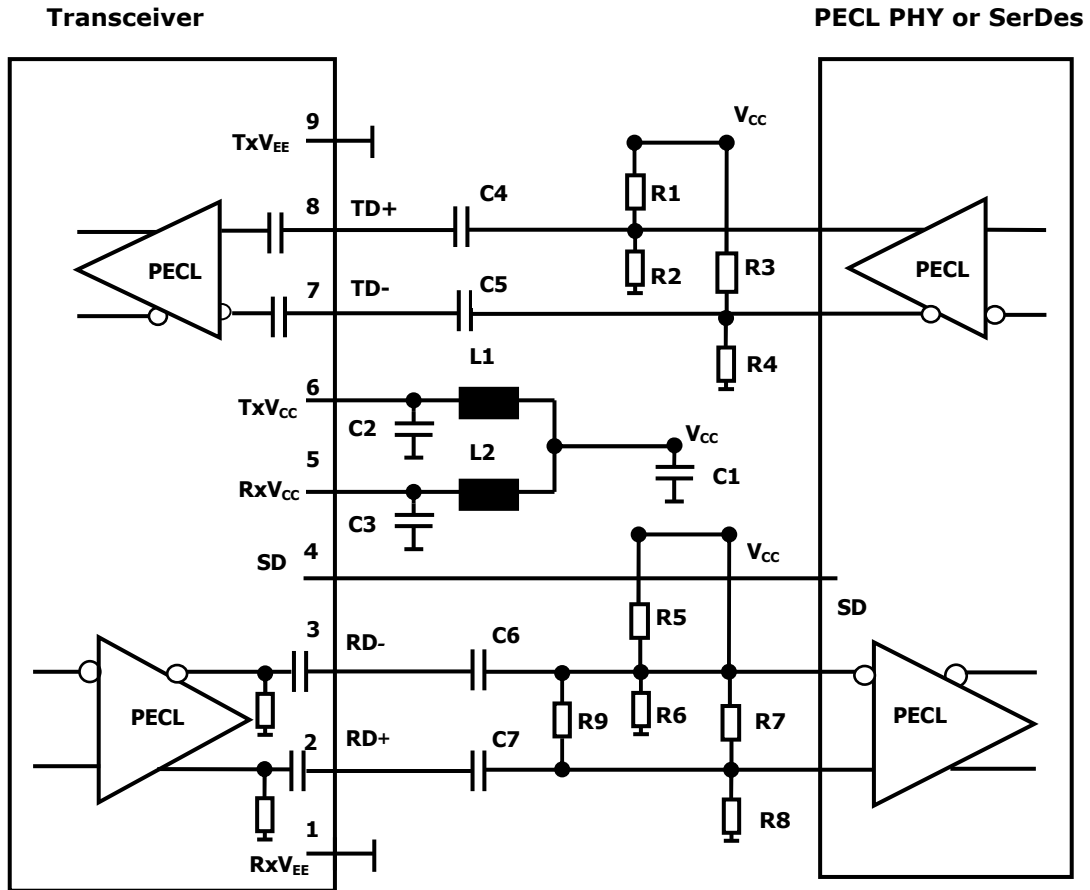 Transceiver
PECL PHY or SerDes
9
TxVEE
VCC
8
TD+
C4
R1
PECL
R2
R3
PECL
7
TD-
C5
R4
L1
6
TxVCC
C2
VCC
5
L2
C1
RxVCC
C3
4
SD
VCC
SD
R5
3
RD-
C6
PECL
R9
R6
R7
PECL
2
RD+
C7
R8
1
RxVEE